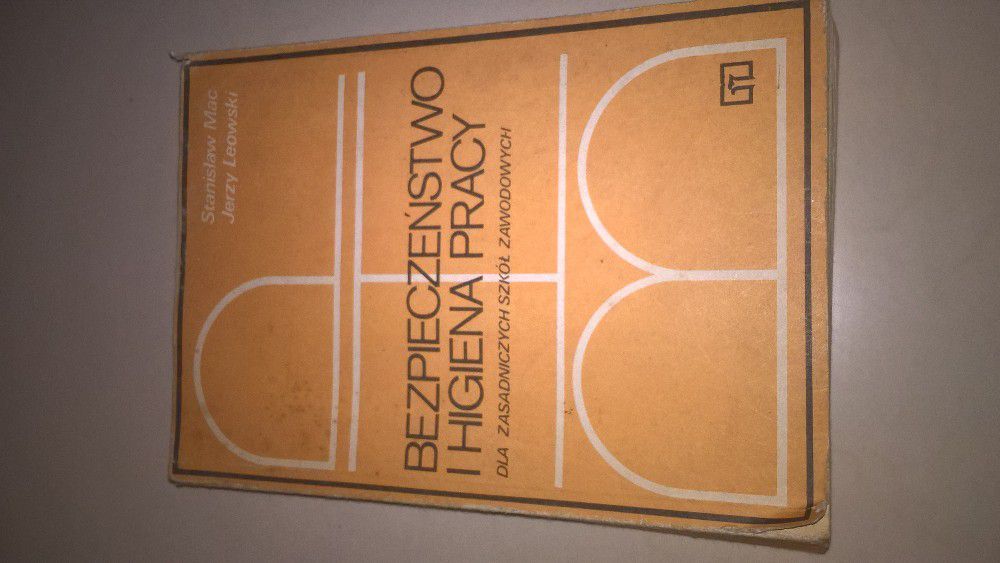 Stanisław Mac
Jerzy Leowski
BEZPIECZEŃSTWO
I HIGIENA PRACY
DLA ZASADNICZYCH SZKÓŁ ZAWODOWYCH